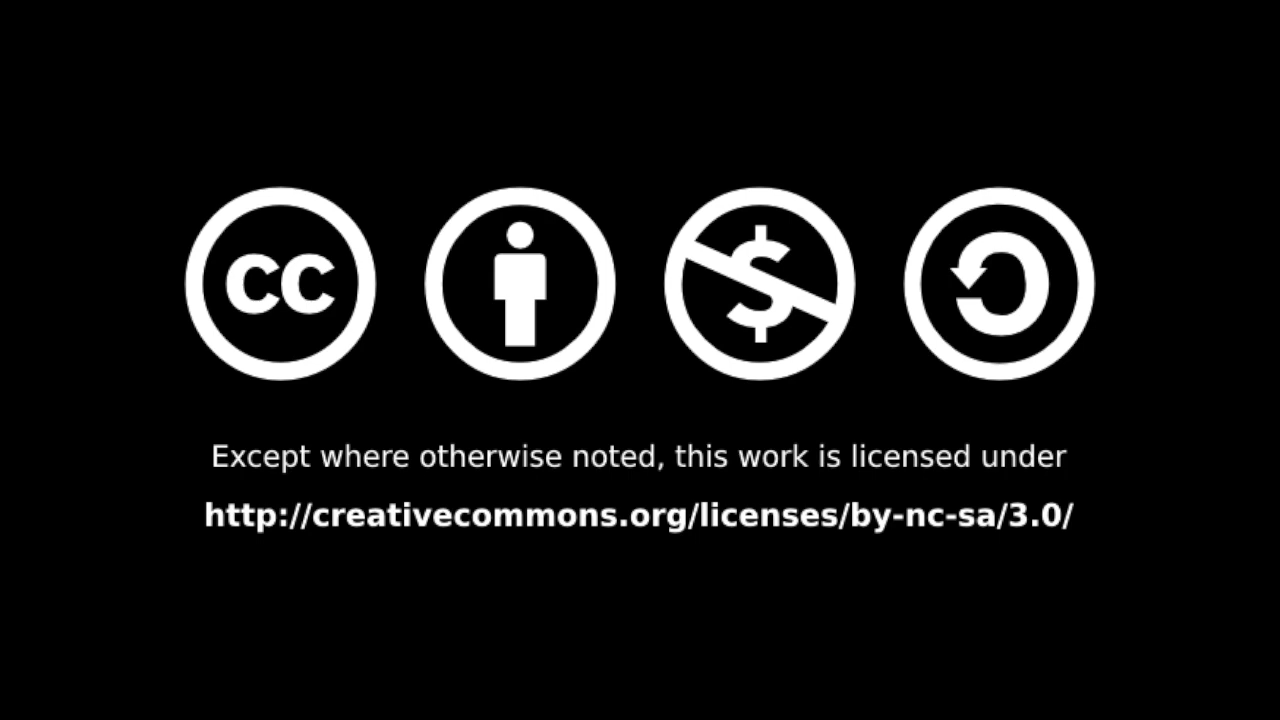 cc
Except where otherwise noted, this work is licensed under
http://creativecommons.org/licenses/by-nc-sa/3.0/